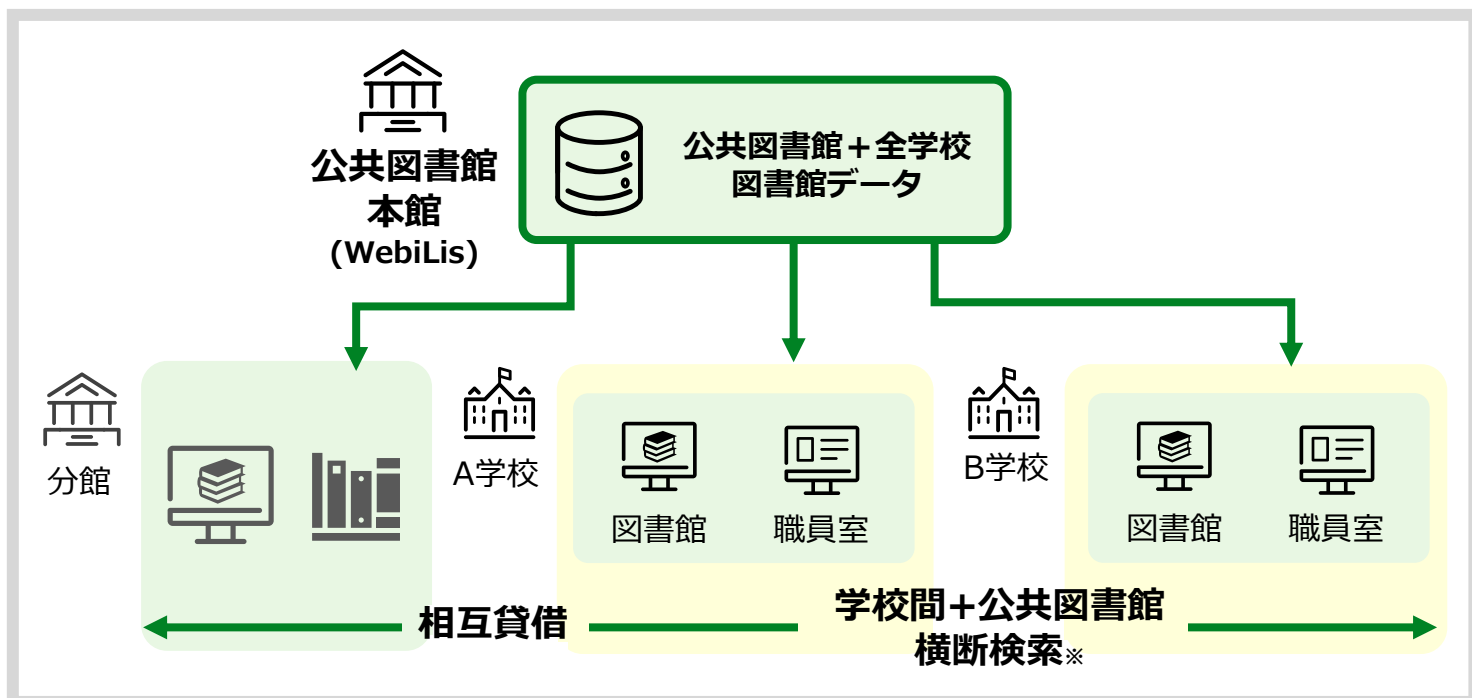 公共図書館
本館
(WebiLis)
公共図書館＋全学校
図書館データ
分館
A学校
図書館
職員室
B学校
図書館
職員室
相互貸借
学校間+公共図書館
横断検索※